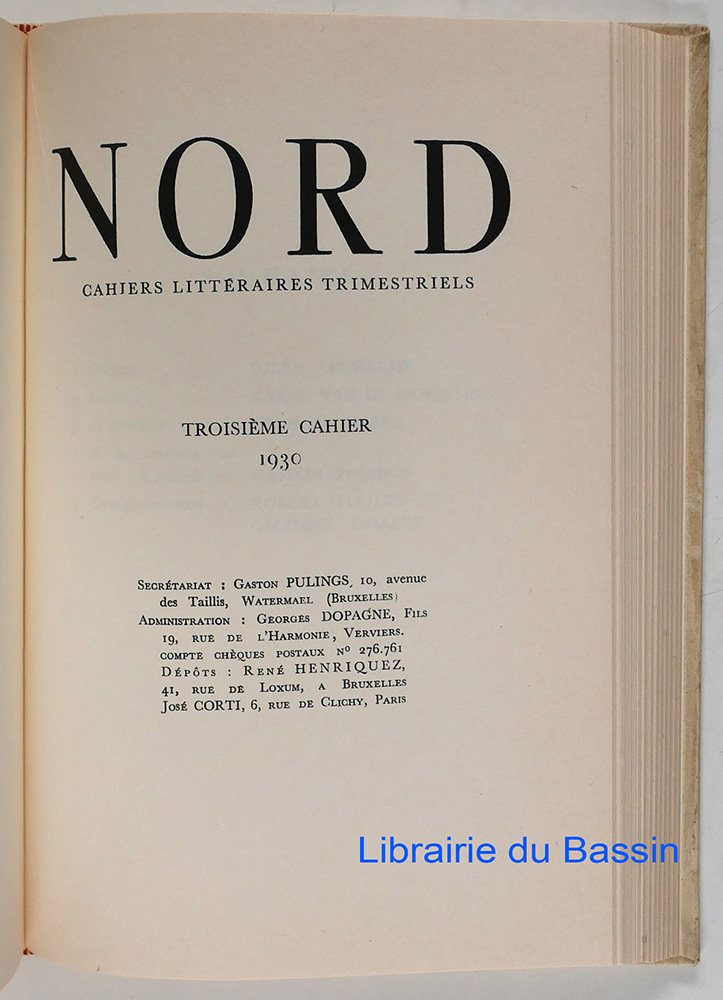 NORD
CAHIERS LITTÉRAIRES TRIMESTRIELS
TROISIÈME CAHIER
1930
SECRÉTARIAT : GASTON PULINGS, 10, avenue
des Taillis, WATERMAEL (BRUXELLES)
ADMINISTRATION : GEORGES DOPAGNE, FILS
19, RUE DE L'HARMONIE, VERVIERS.
COMPTE CHÈQUES POSTAUX Nº 276.761
DÉPÔTS : RENÉ HENRIQUEZ,
41, RUE DE LOXUM, A BRUXELLES
JOSÉ CORTI, 6, RUE DE CLICHY, PARIS
Librairie du Bassin